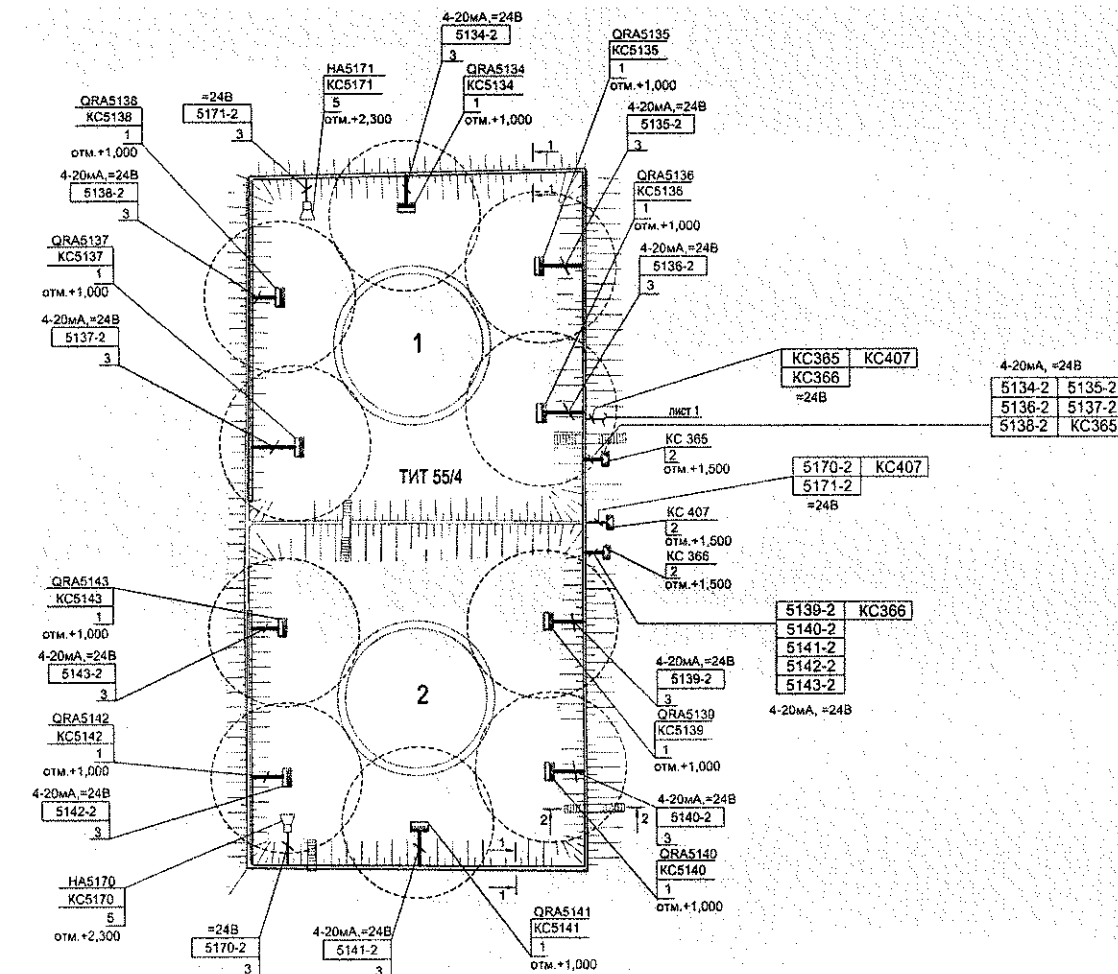 4-20мА,=24В
5134-2
3
QRA5134
КС5134
1
отм.+1,000
НА5171
КС5171
5
отм.+2,300
=24В
5171-2
3
QRA5135
КС5135
1
отм.+1,000
4-20мА,=24В
5135-2
3
QRA5138
КС5138
1
отм.+1,000
4-20мА,=24В
5138-2
3
QRA5136
КС5136
1
отм.+1,000
4-20мА,=24В
5136-2
3
QRA5137
КС5137
1
отм.+1,000
4-20мА,=24В
5137-2
3
1
1
1
ТИТ 55/4
лист 1
КС365 КС407
КС366
=24В
4-20мА, =24В
5134-2 5135-2
5136-2 5137-2
5138-2 КС365
КС 365
2
отм.+1,500
5170-2 КС407
5171-2
=24В
КС 407
2
отм.+1,500
КС 366
2
отм.+1,500
5139-2 КС366
5140-2
5141-2
5142-2
5143-2
4-20мА, =24В
QRA5143
КС5143
1
отм.+1,000
4-20мА,=24В
5143-2
3
2
4-20мА,=24В
5139-2
3
QRA5139
КС5139
1
отм.+1,000
QRA5142
КС5142
1
отм.+1,000
4-20мА,=24В
5142-2
3
4-20мА,=24В
5140-2
3
QRA5140
КС5140
1
отм.+1,000
2
2
1
1
НА5170
КС5170
5
отм.+2,300
=24В
5170-2
3
4-20мА,=24В
5141-2
3
QRA5141
КС5141
1
отм.+1,000